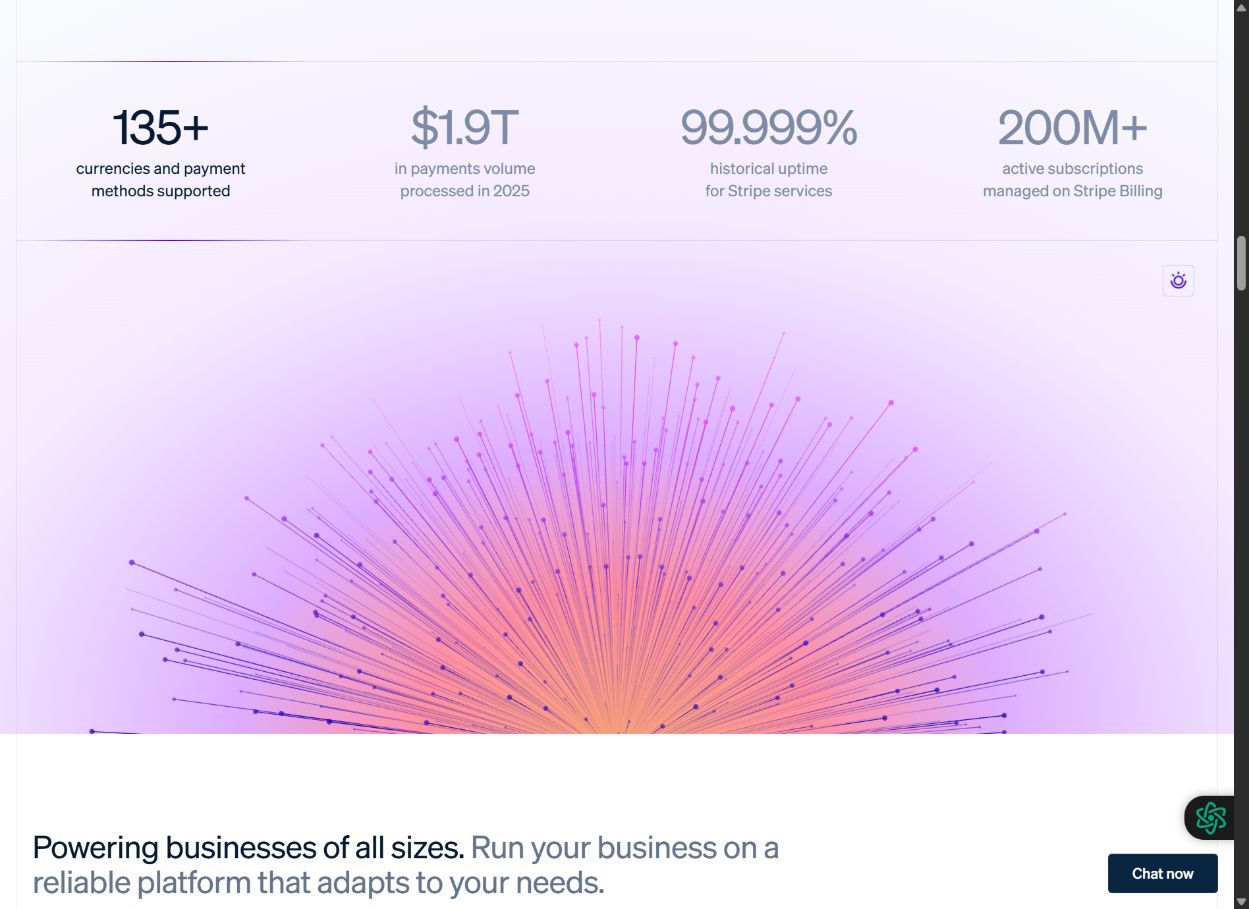 135+
currencies and payment
methods supported
$1.9T
in payments volume
processed in 2025
99.999%
historical uptime
for Stripe services
200M+
active subscriptions
managed on Stripe Billing
Powering businesses of all sizes. Run your business on a
reliable platform that adapts to your needs.
Chat now